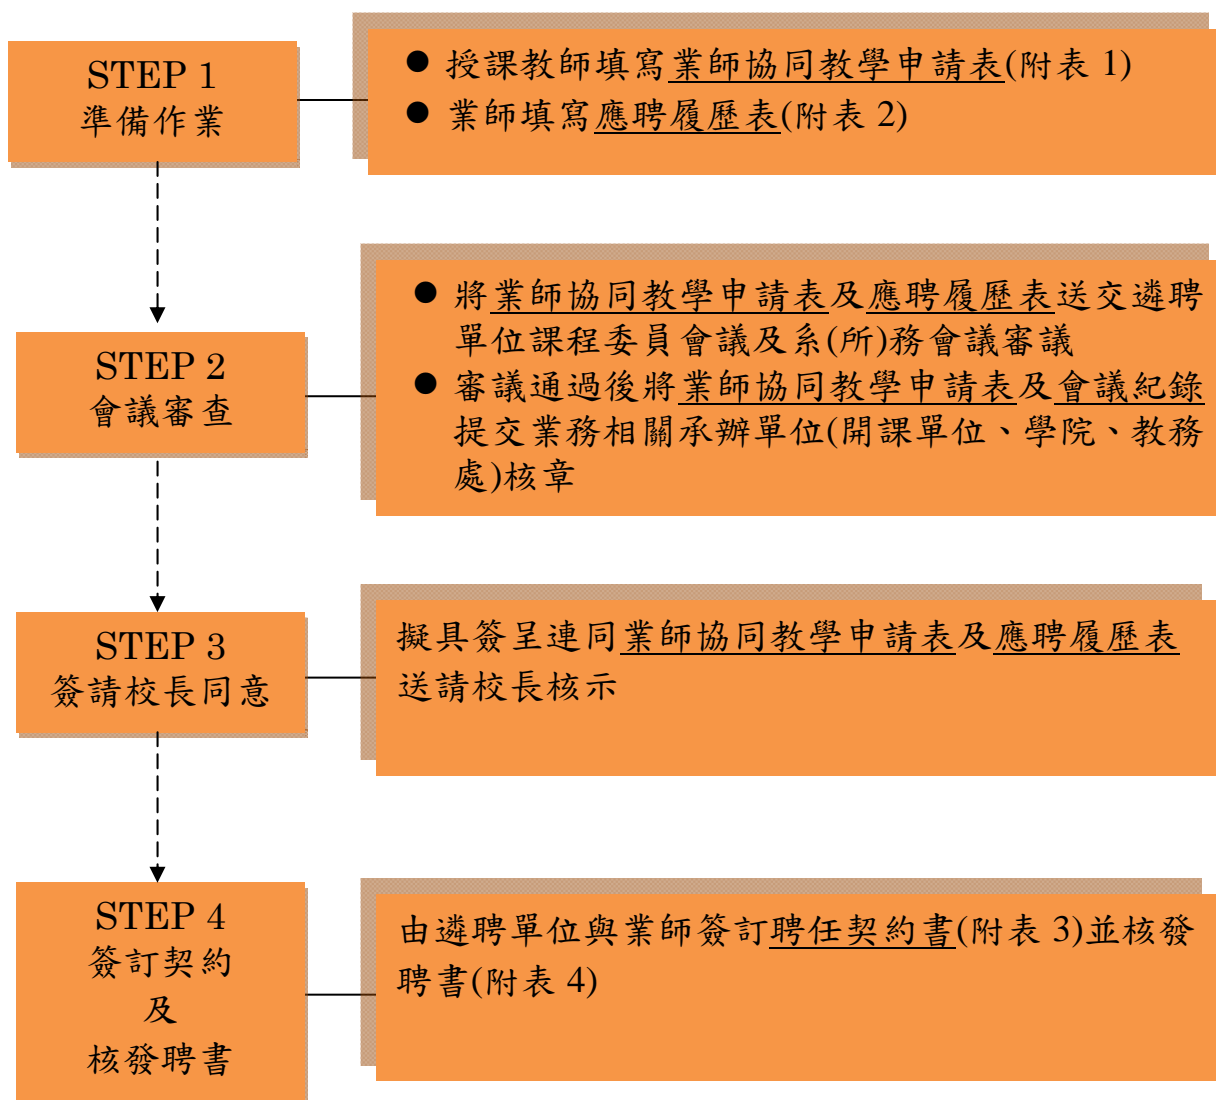 STEP 1
準備作業
● 授課教師填寫業師協同教學申請表(附表 1)
● 業師填寫應聘履歷表(附表 2)
STEP 2
會議審查
● 將業師協同教學申請表及應聘履歷表送交遴聘
單位課程委員會議及系(所)務會議審議
● 審議通過後將業師協同教學申請表及會議紀錄
提交業務相關承辦單位(開課單位、學院、教務
處)核章
STEP 3
簽請校長同意
擬具簽呈連同業師協同教學申請表及應聘履歷表
送請校長核示
STEP 4
簽訂契約
及
核發聘書
由遴聘單位與業師簽訂聘任契約書(附表 3)並核發
聘書(附表 4)